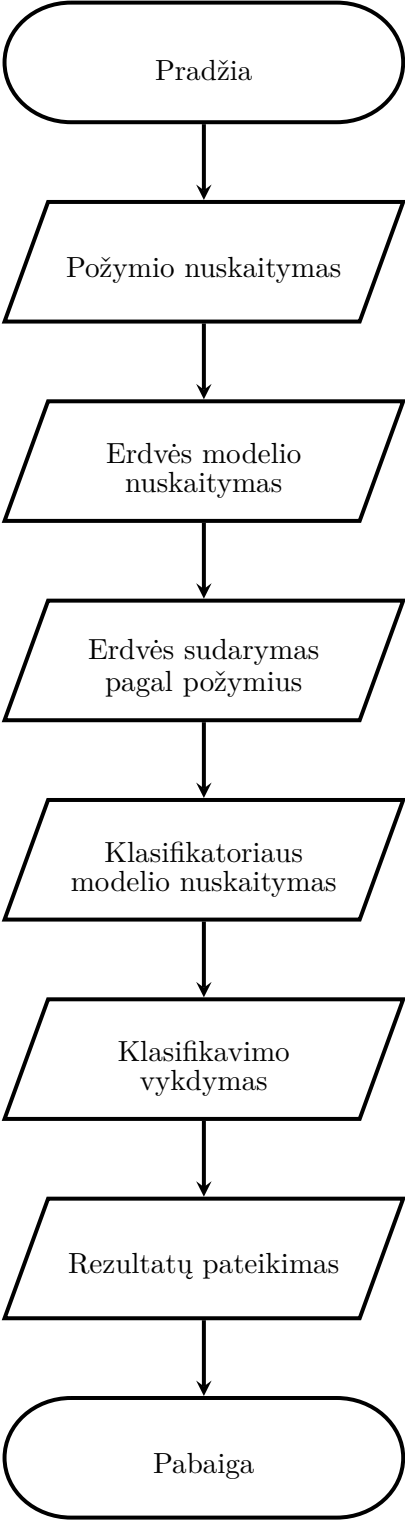 Pradžia
Požymio nuskaitymas
Erdvės modelio
nuskaitymas
Erdvės sudarymas
pagal požymius
Klasifikatoriaus
modelio nuskaitymas
Klasifikavimo
vykdymas
Rezultatų pateikimas
Pabaiga